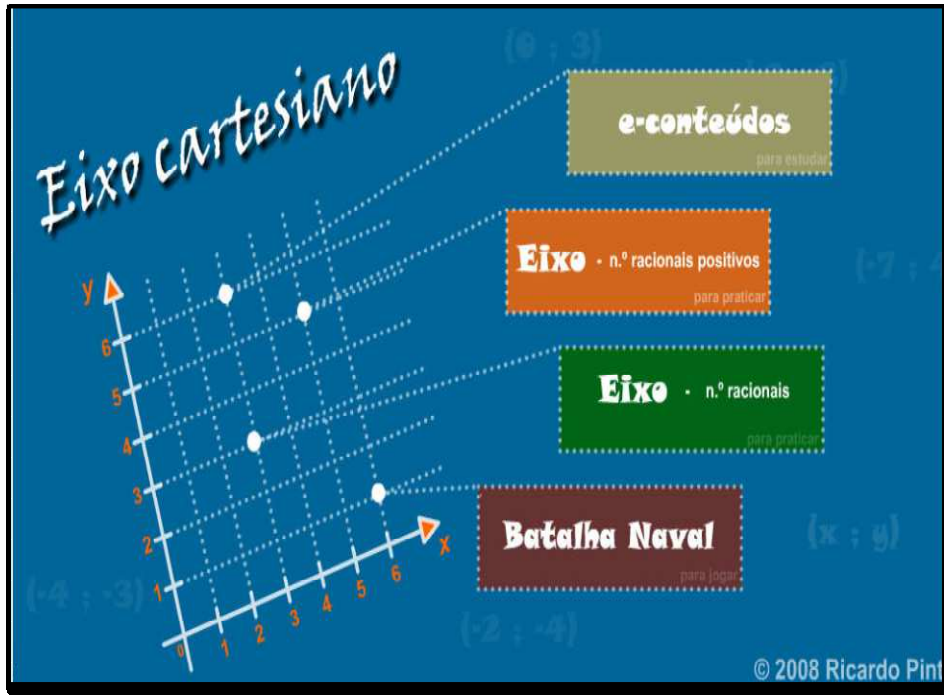 Eixo cartesiano
(0 ; 3)
e-conteúdos
para estudar
Eixo - n.º racionais positivos
para praticar
Eixo - n.º racionais
para praticar
Batalha Naval
para jogar
(-4 ; -3)
(-2 ; -4)
(x ; y)
y
6
5
4
3
2
1
0
1
2
3
4
5
6
x
© 2008 Ricardo Pint